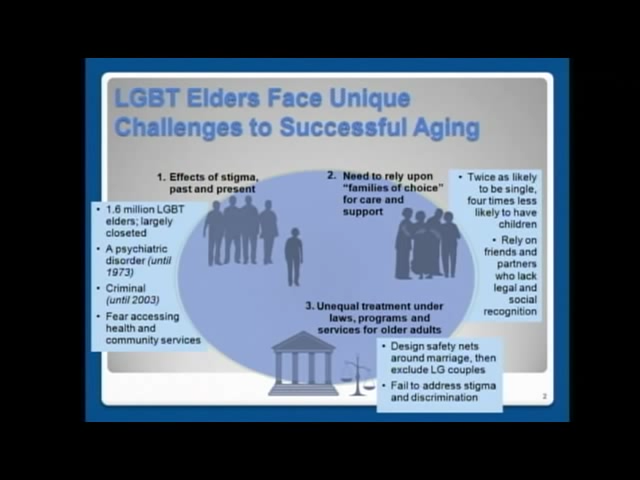 LGBT Elders Face Unique
Challenges to Successful Aging
1. Effects of stigma,
past and present
• 1.6 million LGBT
elders; largely
closeted
• A psychiatric
disorder (until
1973)
• Criminal
(until 2003)
• Fear accessing
health and
community services
2. Need to rely upon
“families of choice”
for care and
support
• Twice as likely
to be single,
four times less
likely to have
children
• Rely on
friends and
partners
who lack
legal and
social
recognition
3. Unequal treatment under
laws, programs and
services for older adults
• Design safety nets
around marriage, then
exclude LG couples
• Fail to address stigma
and discrimination
2